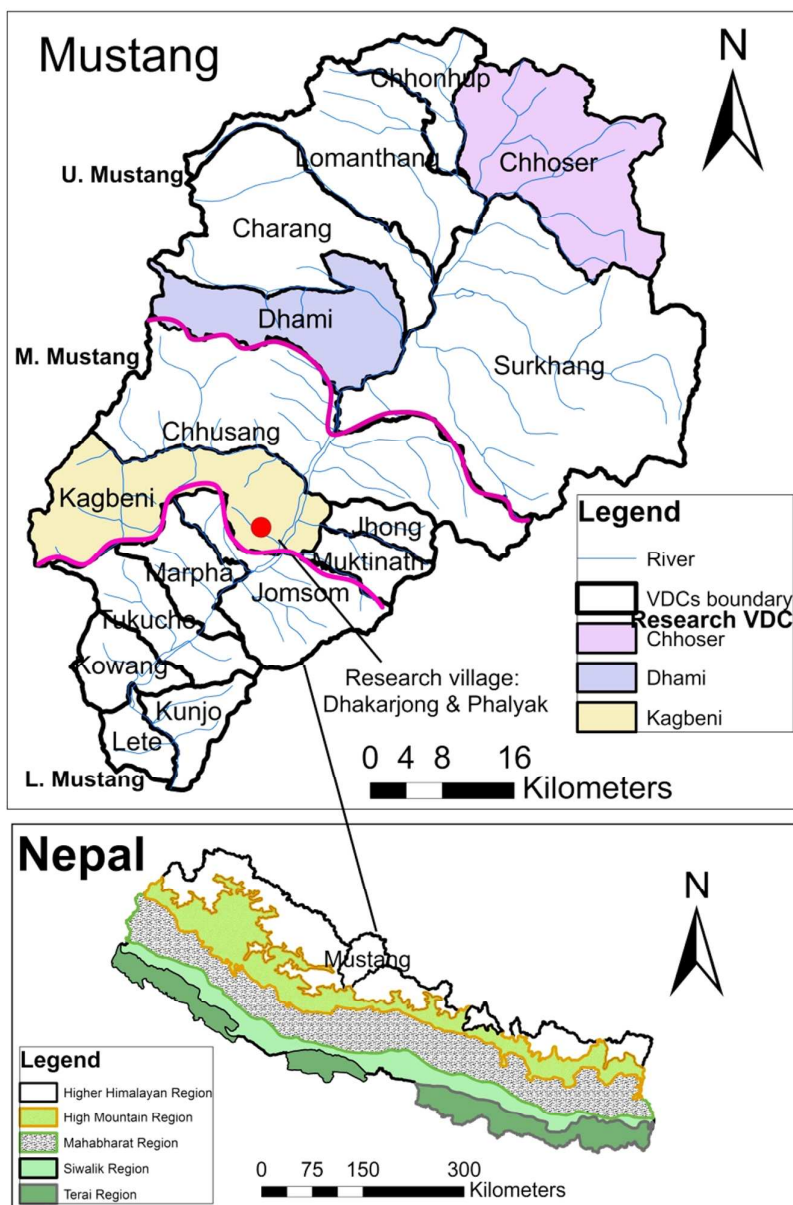 Mustang
N
Chhonhup
Lomanthang
Chhoser
U. Mustang
Charang
Dhami
M. Mustang
Surkhang
Chhusang
Kagbeni
Jhong
Muktinath
Marpha
Jomsom
Tukuche
Kowang
Kunjo
Lete
L. Mustang
Research village:
Dhakarjong & Phalyak
Legend
River
VDCs boundary
Research VDC
Chhoser
Dhami
Kagbeni
0 4 8 16
Kilometers
Nepal
N
Mustang
Legend
Higher Himalayan Region
High Mountain Region
Mahabharat Region
Siwalik Region
Terai Region
0 75 150 300
Kilometers